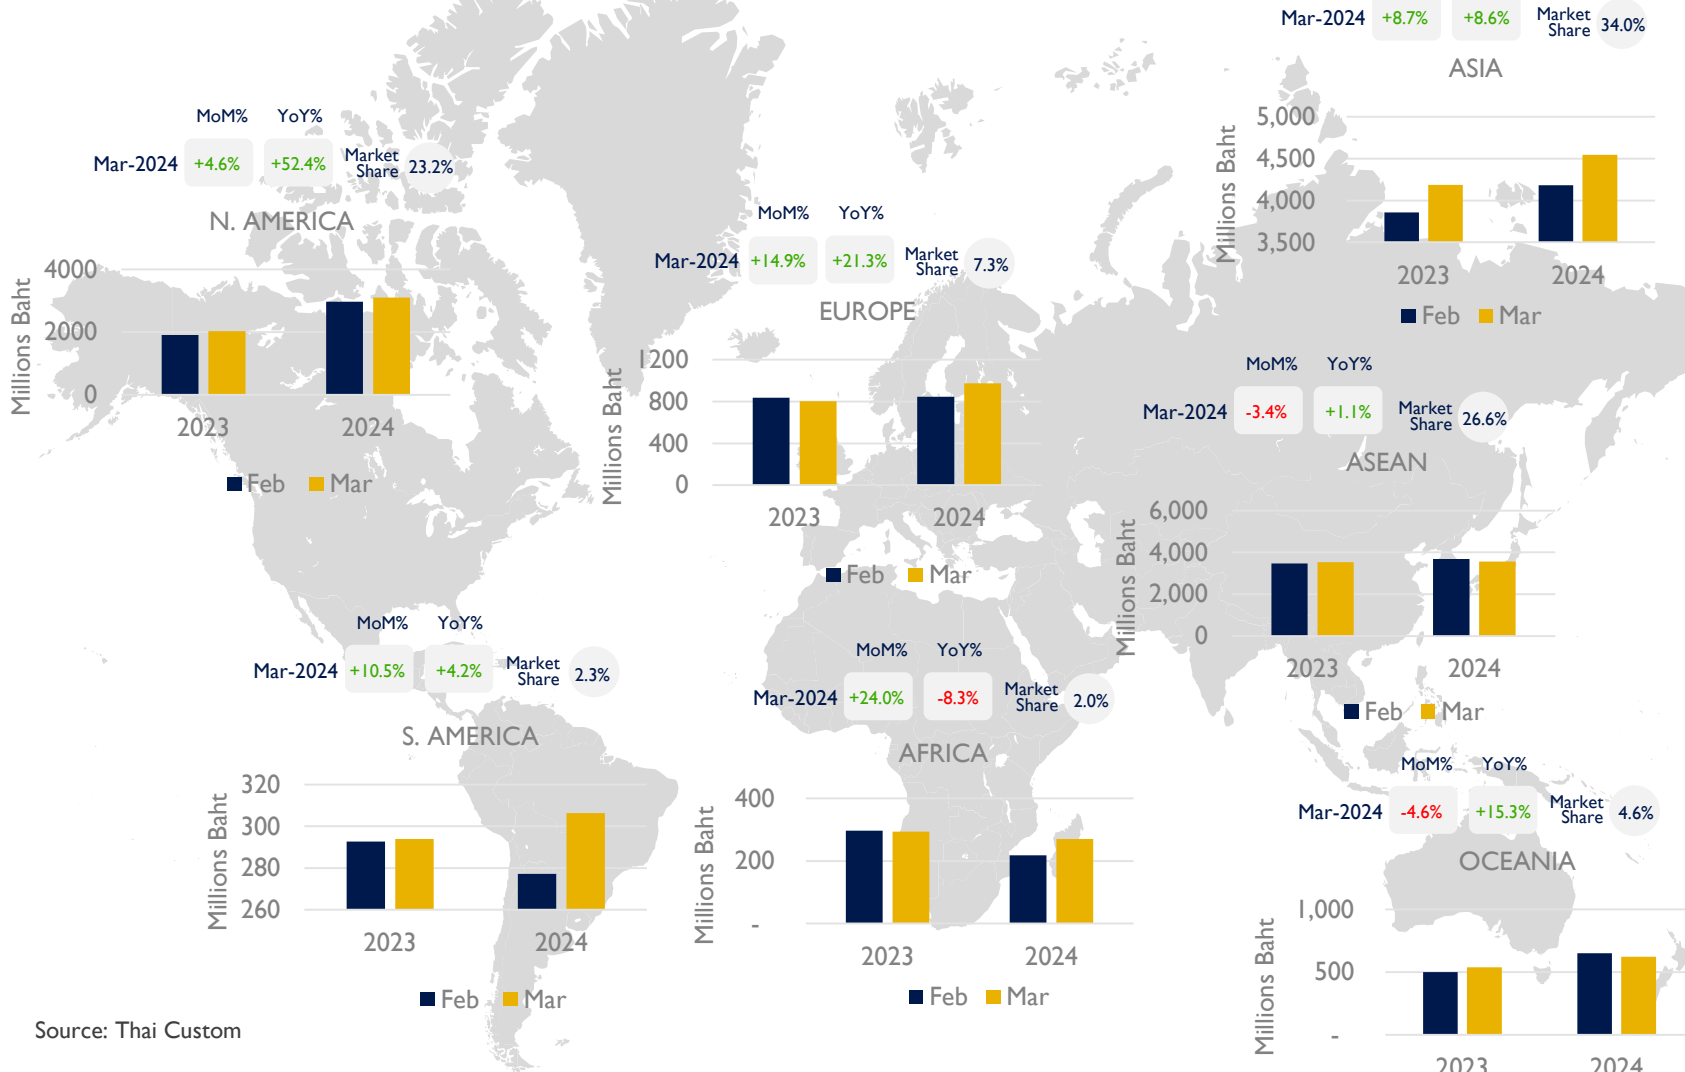 MoM% YoY%
Mar-2024 +4.6% +52.4% Market Share 23.2%
N. AMERICA
Millions Baht
4000
2000
0
2023 2024
Feb Mar
MoM% YoY%
Mar-2024 +14.9% +21.3% Market Share 7.3%
EUROPE
Millions Baht
1200
800
400
0
2023 2024
Feb Mar
Mar-2024 +8.7% +8.6% Market Share 34.0%
ASIA
Millions Baht
5,000
4,500
4,000
3,500
2023 2024
Feb Mar
MoM% YoY%
Mar-2024 -3.4% +1.1% Market Share 26.6%
ASEAN
Millions Baht
6,000
4,000
2,000
0
2023 2024
Feb Mar
MoM% YoY%
Mar-2024 +10.5% +4.2% Market Share 2.3%
S. AMERICA
Millions Baht
320
300
280
260
2023 2024
Feb Mar
MoM% YoY%
Mar-2024 +24.0% -8.3% Market Share 2.0%
AFRICA
Millions Baht
400
200
-
2023 2024
Feb Mar
MoM% YoY%
Mar-2024 -4.6% +15.3% Market Share 4.6%
OCEANIA
Millions Baht
1,000
500
-
2023 2024
Source: Thai Custom